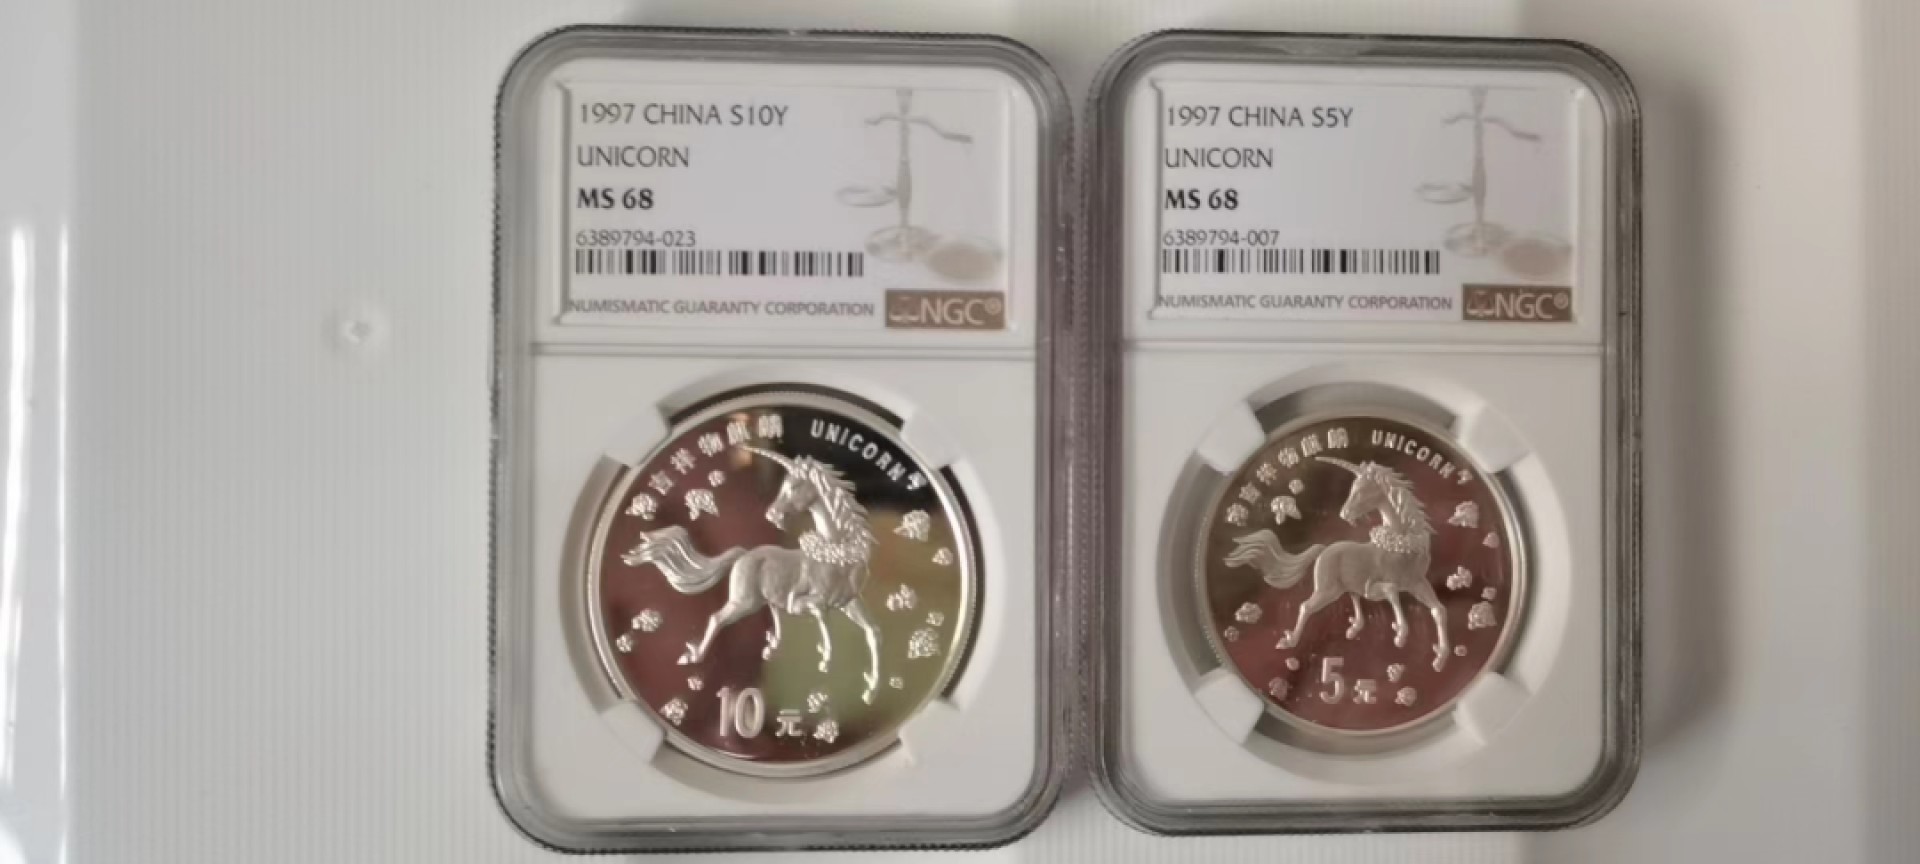 1997 CHINA S10Y
UNICORN
MS 68
6389794-023
NUMISMATIC GUARANTY CORPORATION
NGC®
吉祥物麒麟 UNICORN
10元
1997 CHINA S5Y
UNICORN
MS 68
6389794-007
NUMISMATIC GUARANTY CORPORATION
NGC®
吉祥物麒麟 UNICORN
5元